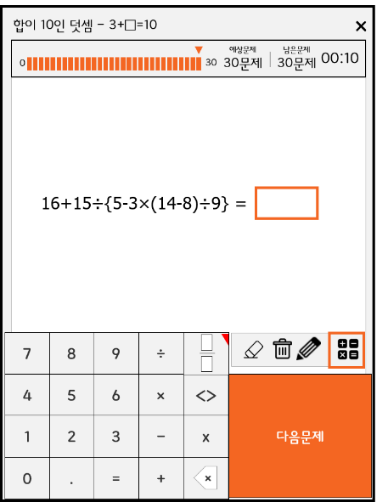 합이 10인 덧셈 - 3+□=10 ×
0 30 예상문제 30문제 남은문제 30문제 00:10
16+15÷{5-3×(14-8)÷9} =
7 8 9 ÷
4 5 6 × <>
1 2 3 - x
다음문제
0 . = + ×